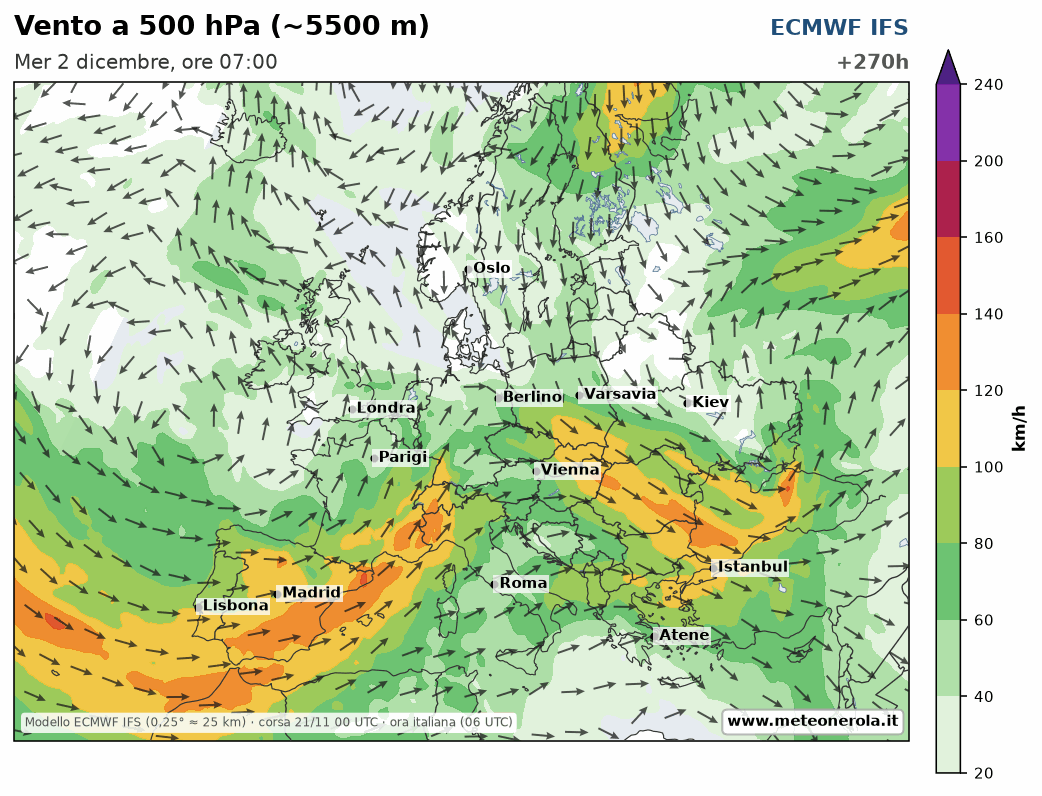 Vento a 500 hPa (~5500 m)
ECMWF IFS
Mer 2 dicembre, ore 07:00
+270h
240
200
160
140
120
100
80
60
40
20
km/h
Oslo
Berlino
Varsavia
Kiev
Londra
Parigi
Vienna
Istanbul
Roma
Madrid
Lisbona
Atene
Modello ECMWF IFS (0,25° ≈ 25 km) · corsa 21/11 00 UTC · ora italiana (06 UTC)
www.meteonerola.it